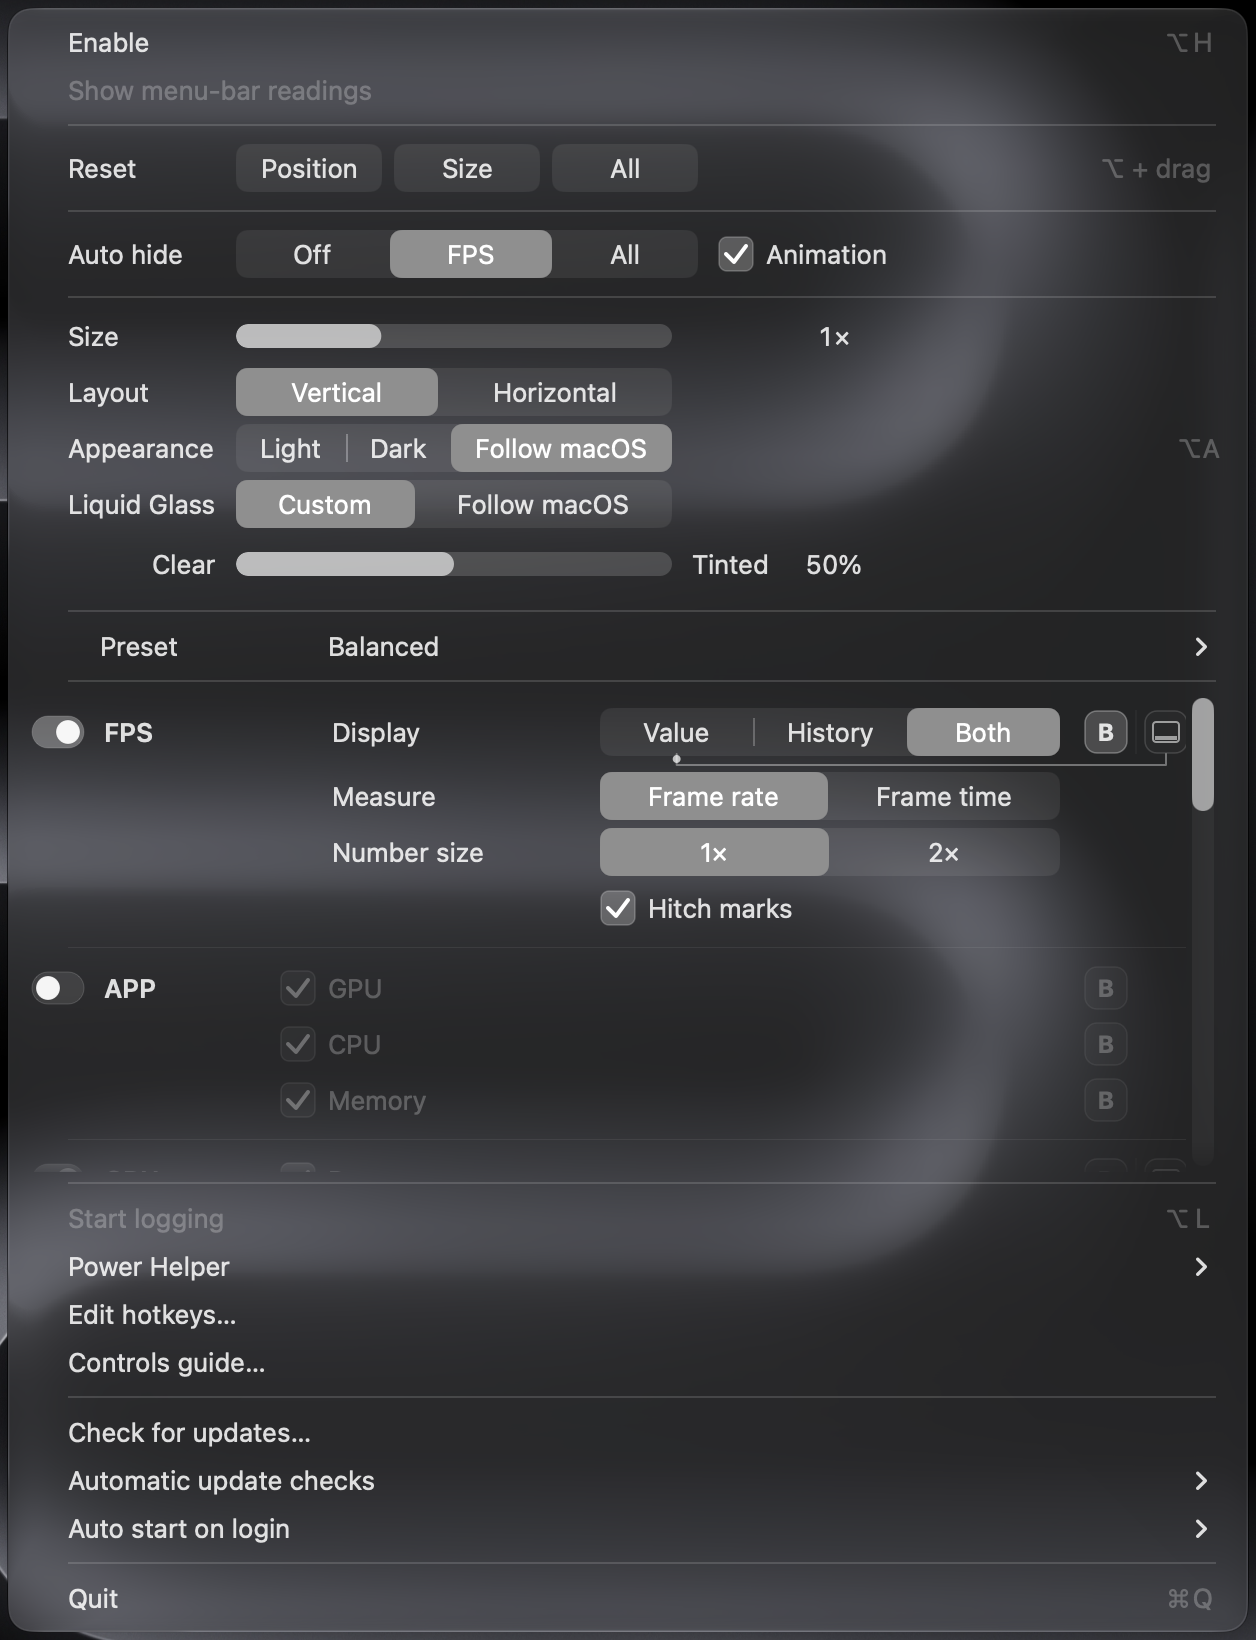 Enable ⌥ H
Show menu-bar readings
Reset Position Size All ⌥ + drag
Auto hide Off FPS All Animation
Size 1×
Layout Vertical Horizontal
Appearance Light Dark Follow macOS ⌥A
Liquid Glass Custom Follow macOS
Clear Tinted 50%
Preset Balanced
FPS Display Value History Both B
Measure Frame rate Frame time
Number size 1× 2×
Hitch marks
APP GPU B
CPU B
Memory B
Start logging ⌥ L
Power Helper
Edit hotkeys...
Controls guide...
Check for updates...
Automatic update checks
Auto start on login
Quit ⌘Q